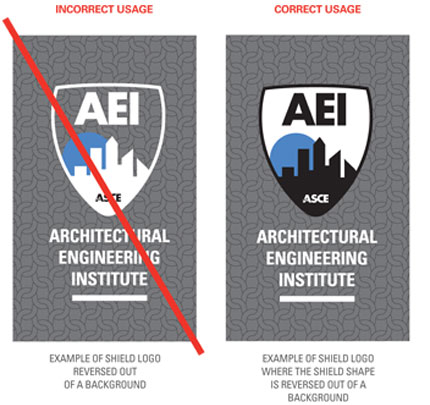 INCORRECT USAGE
AEI
ASCE
ARCHITECTURAL
ENGINEERING
INSTITUTE
EXAMPLE OF SHIELD LOGO
REVERSED OUT
OF A BACKGROUND
CORRECT USAGE
AEI
ASCE
ARCHITECTURAL
ENGINEERING
INSTITUTE
EXAMPLE OF SHIELD LOGO
WHERE THE SHIELD SHAPE
IS REVERSED OUT OF A
BACKGROUND